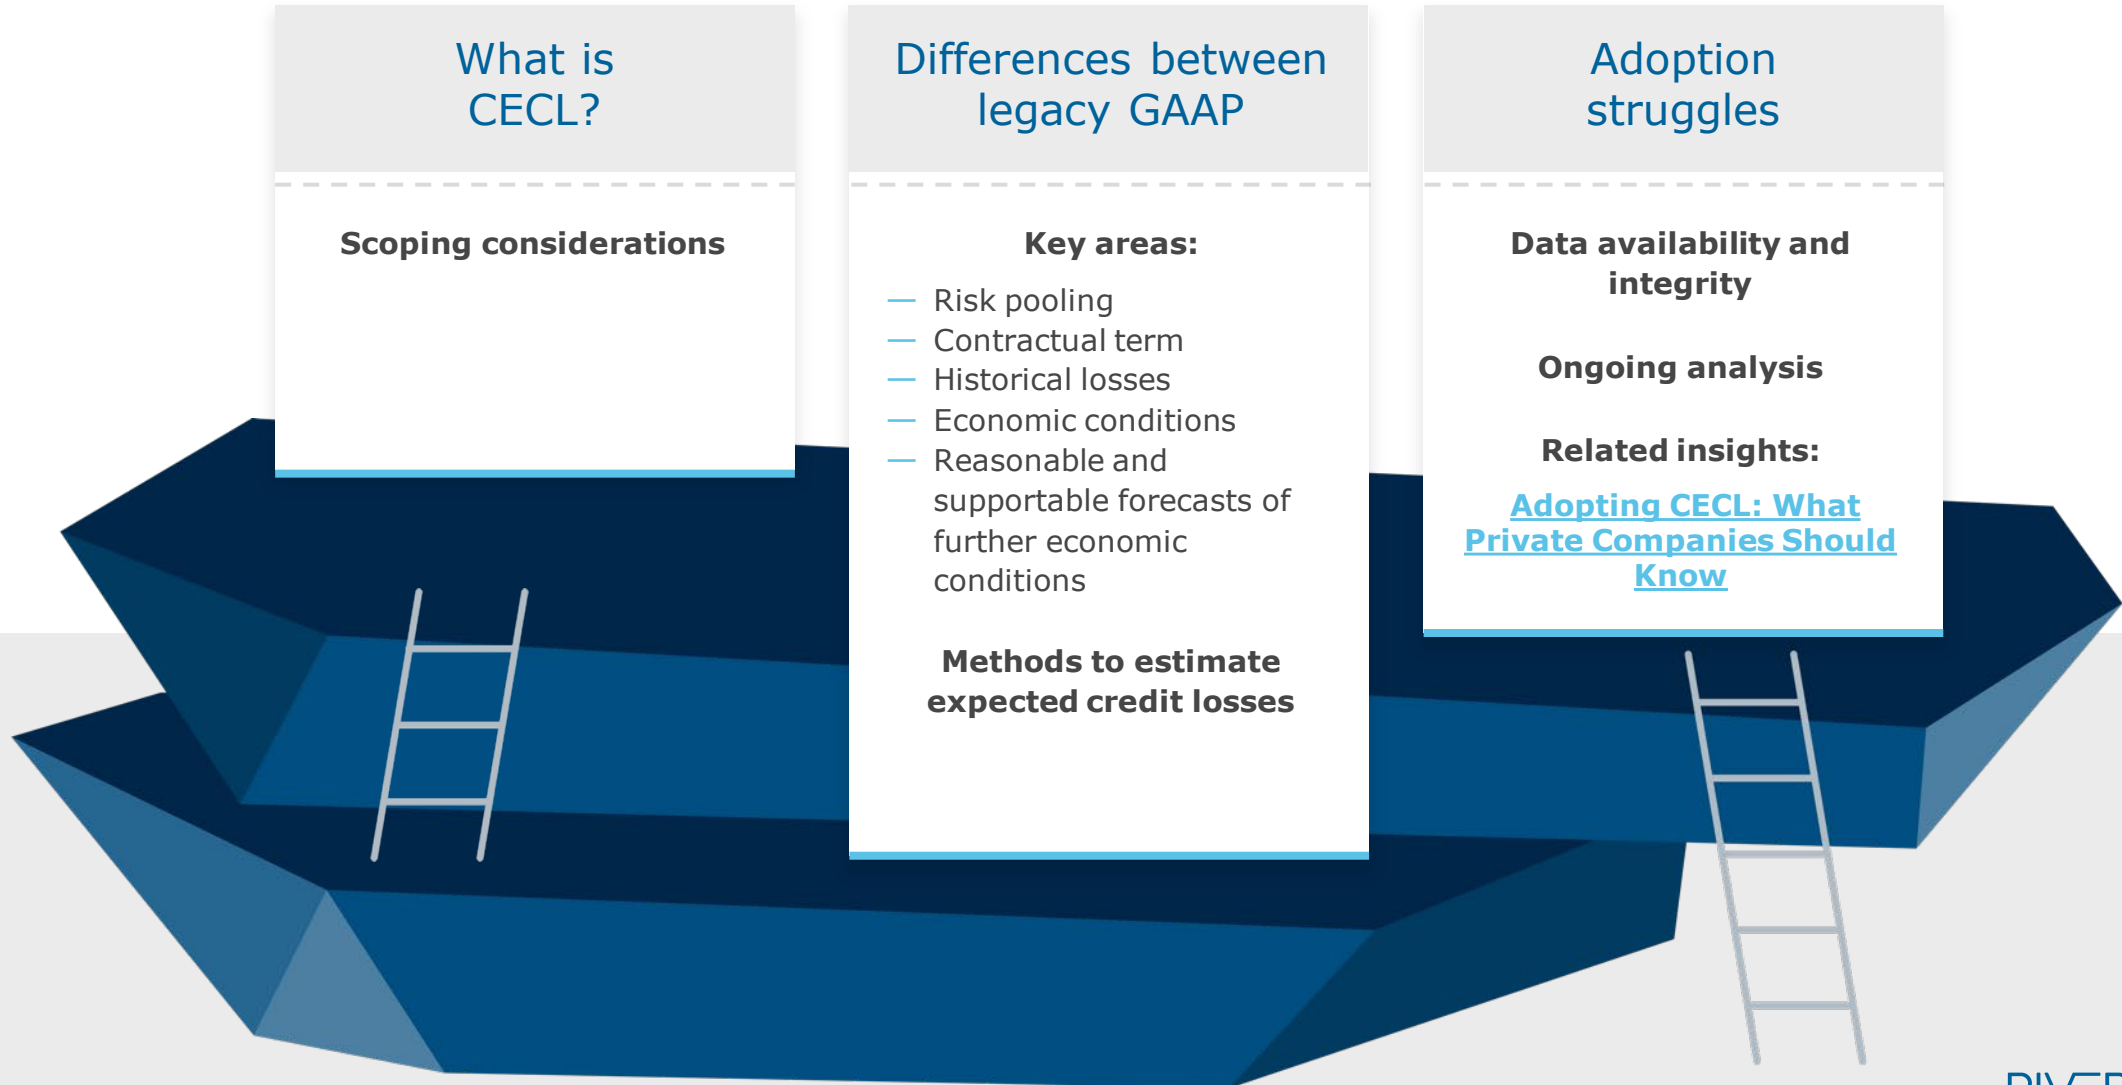 What is
CECL?
Scoping considerations
Differences between
legacy GAAP
Key areas:
— Risk pooling
— Contractual term
— Historical losses
— Economic conditions
— Reasonable and
supportable forecasts of
further economic
conditions
Methods to estimate
expected credit losses
Adoption
struggles
Data availability and
integrity
Ongoing analysis
Related insights:
Adopting CECL: What
Private Companies Should
Know